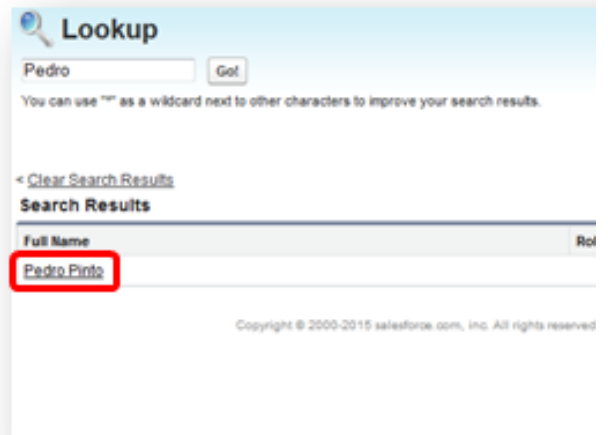 Lookup
Pedro Go!
You can use "*" as a wildcard next to other characters to improve your search results.
< Clear Search Results
Search Results
Full Name Rol
Pedro Pinto
Copyright © 2000-2015 salesforce.com, inc. All rights reserved